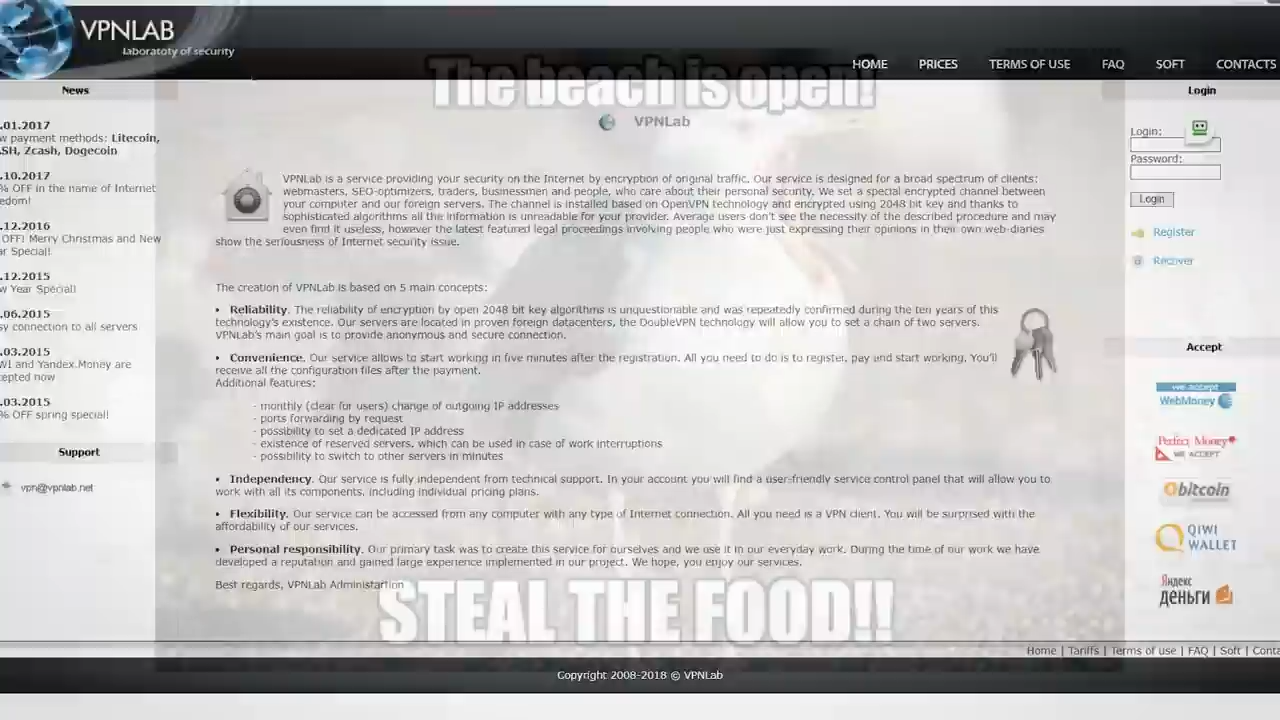 VPNLAB
laboratoty of security
HOME PRICES TERMS OF USE FAQ SOFT CONTACTS
The beach is open!
News
.01.2017
w payment methods: Litecoin,
SH, Zcash, Dogecoin
.10.2017
% OFF in the name of Internet
edom!
.12.2016
OFF! Merry Christmas and New
ar Special!
.12.2015
w Year Special!
.06.2015
sy connection to all servers
.03.2015
WI and Yandex.Money are
cepted now
.03.2015
% OFF spring special!
Support
vpn@vpnlab.net
VPNLab
VPNLab is a service providing your security on the Internet by encryption of original traffic. Our service is designed for a broad spectrum of clients:
webmasters, SEO-optimizers, traders, businessmen and people, who care about their personal security. We set a special encrypted channel between
your computer and our foreign servers. The channel is installed based on OpenVPN technology and encrypted using 2048 bit key and thanks to
sophisticated algorithms all the information is unreadable for your provider. Average users don't see the necessity of the described procedure and may
even find it useless, however the latest featured legal proceedings involving people who were just expressing their opinions in their own web-diaries
show the seriousness of Internet security issue.
The creation of VPNLab is based on 5 main concepts:
• Reliability. The reliability of encryption by open 2048 bit key algorithms is unquestionable and was repeatedly confirmed during the ten years of this
technology's existence. Our servers are located in proven foreign datacenters, the DoubleVPN technology will allow you to set a chain of two servers.
VPNLab's main goal is to provide anonymous and secure connection.
• Convenience. Our service allows to start working in five minutes after the registration. All you need to do is to register, pay and start working. You'll
receive all the configuration files after the payment.
Additional features:
- monthly (clear for users) change of outgoing IP addresses
- ports forwarding by request
- possibility to set a dedicated IP address
- existence of reserved servers, which can be used in case of work interruptions
- possibility to switch to other servers in minutes
• Independency. Our service is fully independent from technical support. In your account you will find a user-friendly service control panel that will allow you to
work with all its components, including individual pricing plans.
• Flexibility. Our service can be accessed from any computer with any type of Internet connection. All you need is a VPN client. You will be surprised with the
affordability of our services.
• Personal responsibility. Our primary task was to create this service for ourselves and we use it in our everyday work. During the time of our work we have
developed a reputation and gained large experience implemented in our project. We hope, you enjoy our services.
Best regards, VPNLab Administartion
STEAL THE FOOD!!
Login
Login:
Password:
Login
Register
Recover
Accept
we accept
WebMoney
Perfect Money
WE ACCEPT
bitcoin
QIWI
WALLET
Яндекс
деньги
Home | Tariffs | Terms of use | FAQ | Soft | Conta
Copyright 2008-2018 © VPNLab